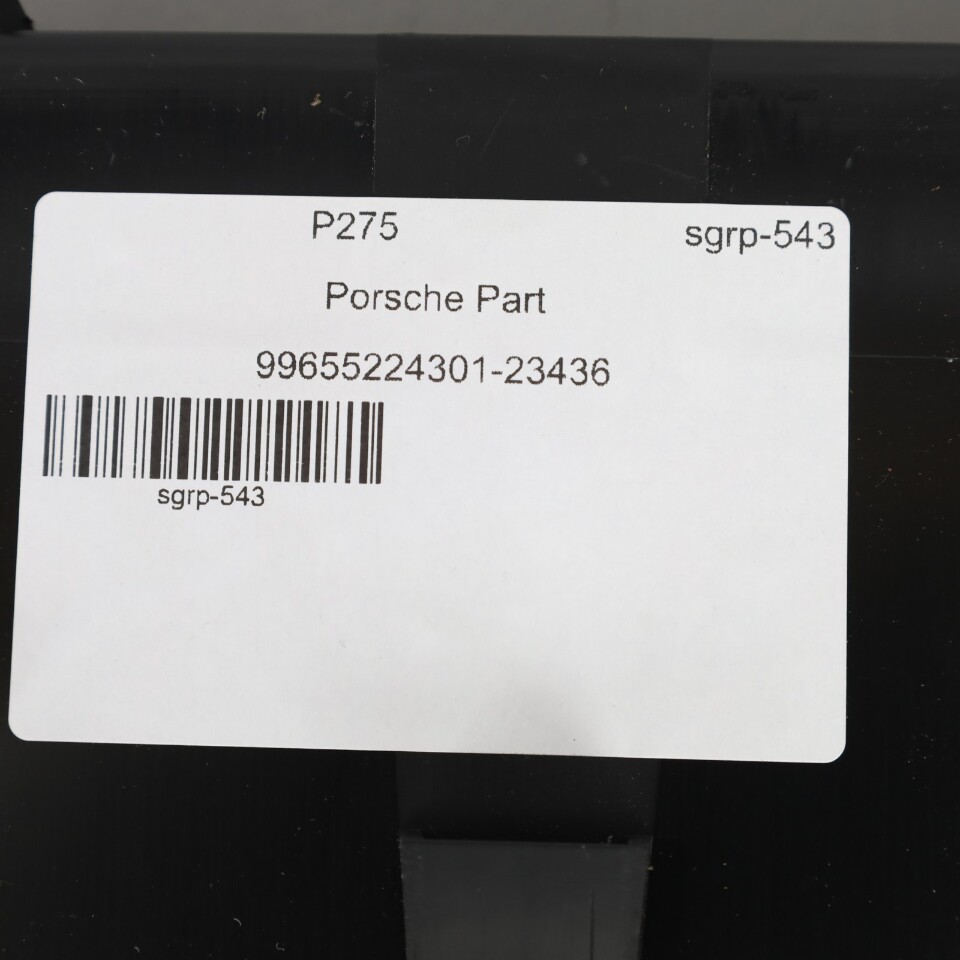 P275 sgrp-543
Porsche Part
99655224301-23436
sgrp-543